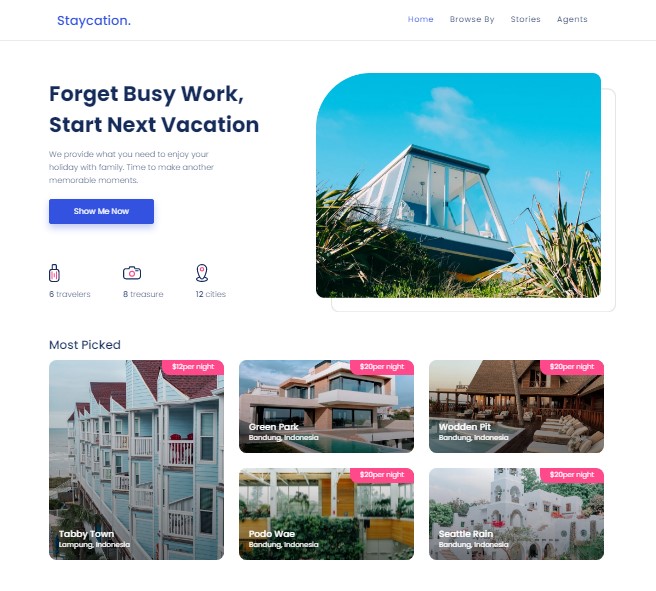 Staycation.
Home Browse By Stories Agents
Forget Busy Work,
Start Next Vacation
We provide what you need to enjoy your
holiday with family. Time to make another
memorable moments.
Show Me Now
6 travelers
8 treasure
12 cities
Most Picked
$12per night
Tabby Town
Lampung, Indonesia
$20per night
Green Park
Bandung, Indonesia
$20per night
Wodden Pit
Bandung, Indonesia
$20per night
Podo Wae
Bandung, Indonesia
$20per night
Seattle Rain
Bandung, Indonesia